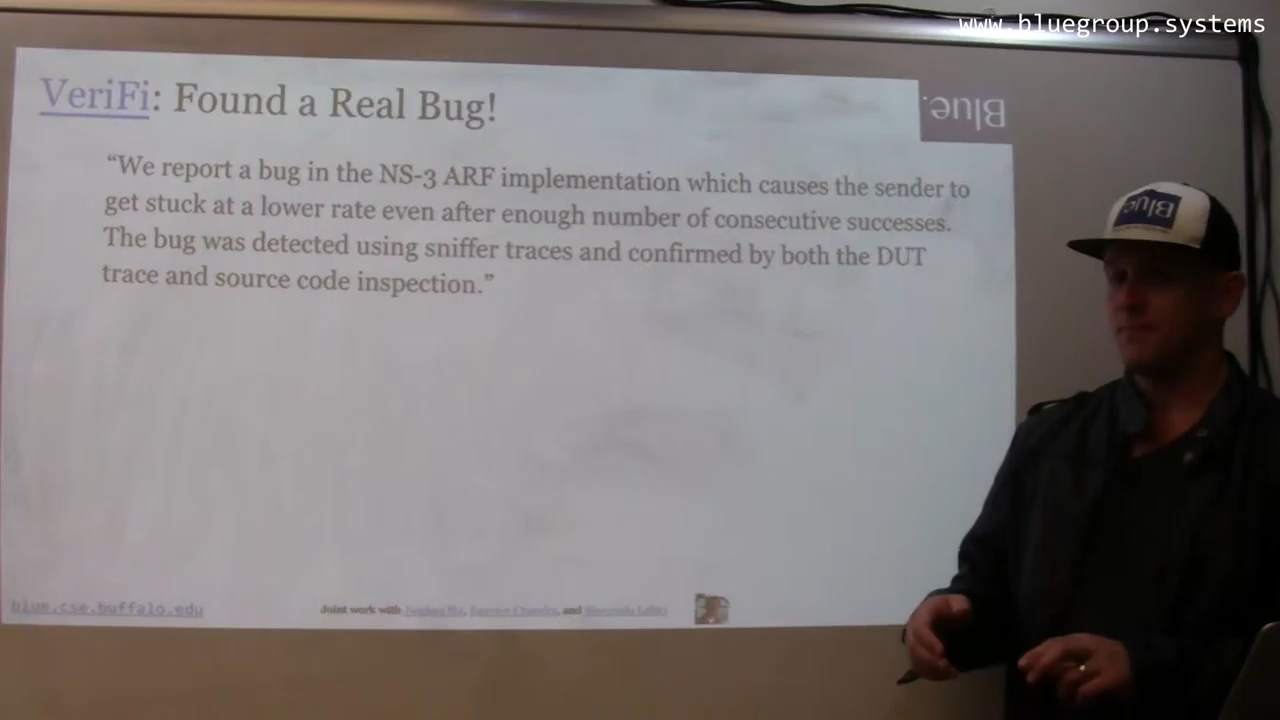 www.bluegroup.systems
VeriFi: Found a Real Bug!
Blue.
“We report a bug in the NS-3 ARF implementation which causes the sender to
get stuck at a lower rate even after enough number of consecutive successes.
The bug was detected using sniffer traces and confirmed by both the DUT
trace and source code inspection.”
Blue
blue.cse.buffalo.edu
Joint work with and